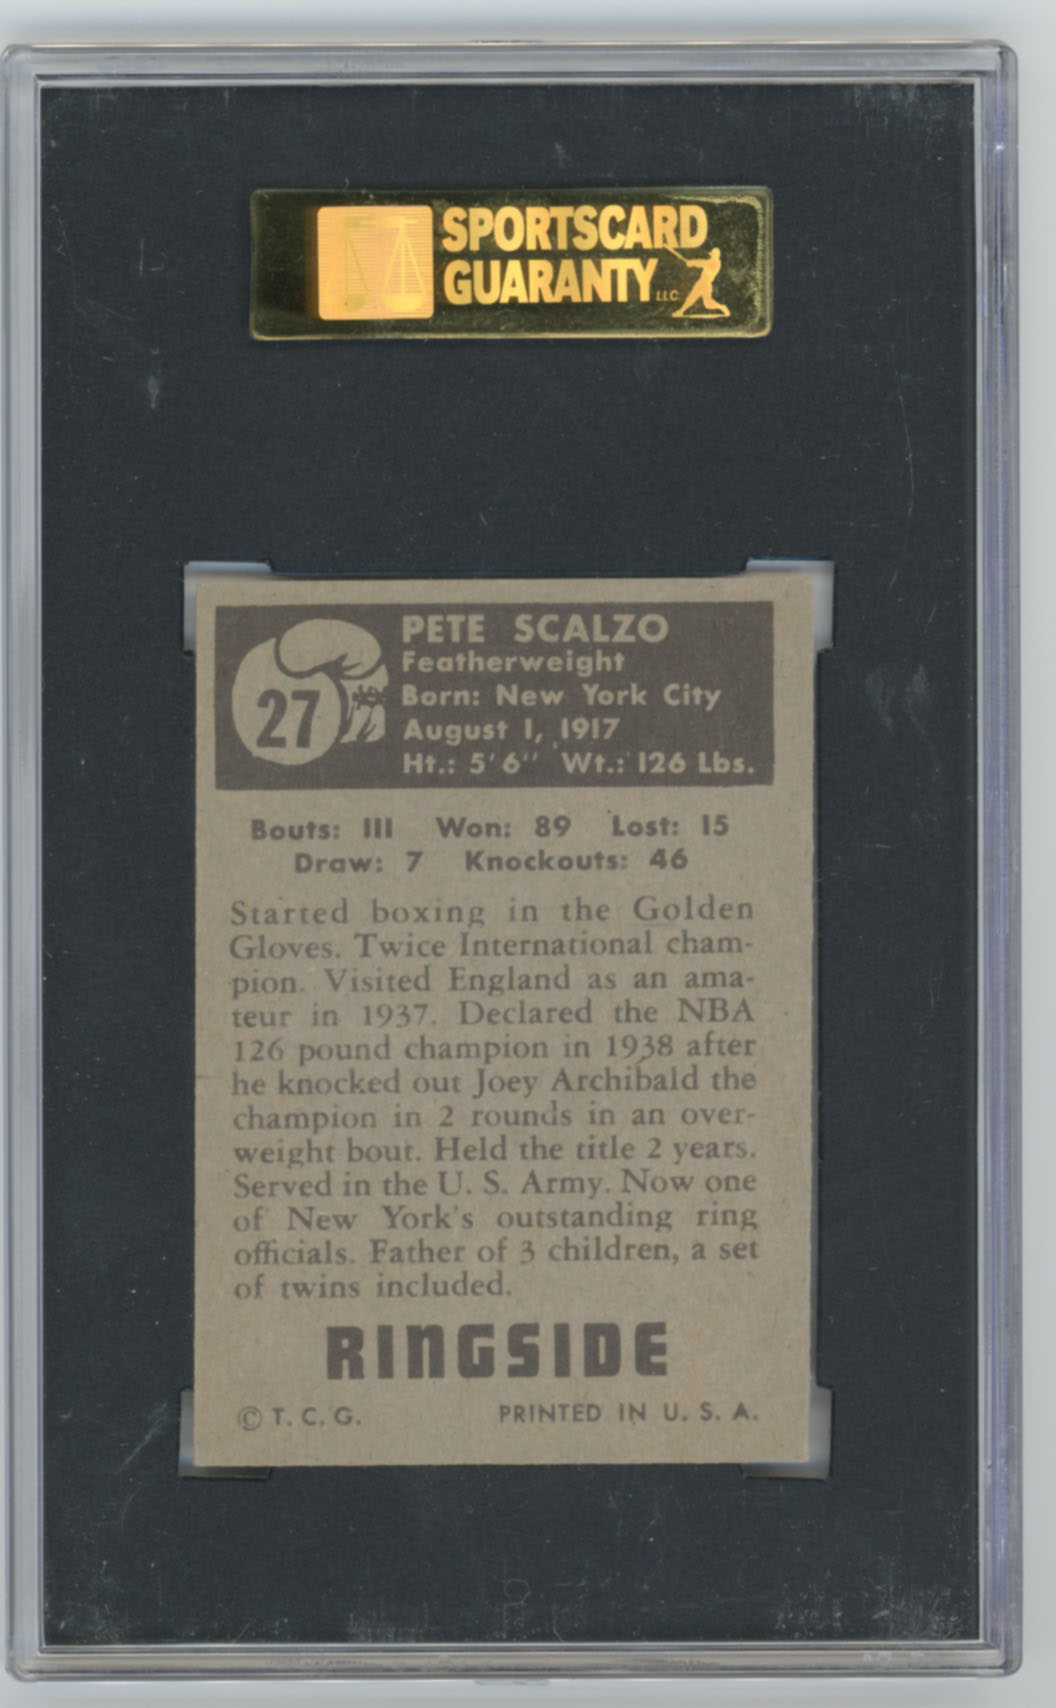 SPORTSCARD
GUARANTY LLC
27
PETE SCALZO
Featherweight
Born: New York City
August 1, 1917
Ht.: 5'6" Wt.: 126 Lbs.
Bouts: 111 Won: 89 Lost: 15
Draw: 7 Knockouts: 46
Started boxing in the Golden
Gloves. Twice International cham-
pion. Visited England as an ama-
teur in 1937. Declared the NBA
126 pound champion in 1938 after
he knocked out Joey Archibald the
champion in 2 rounds in an over-
weight bout. Held the title 2 years.
Served in the U. S. Army. Now one
of New York's outstanding ring
officials. Father of 3 children, a set
of twins included.
RINGSIDE
© T. C. G. PRINTED IN U. S. A.